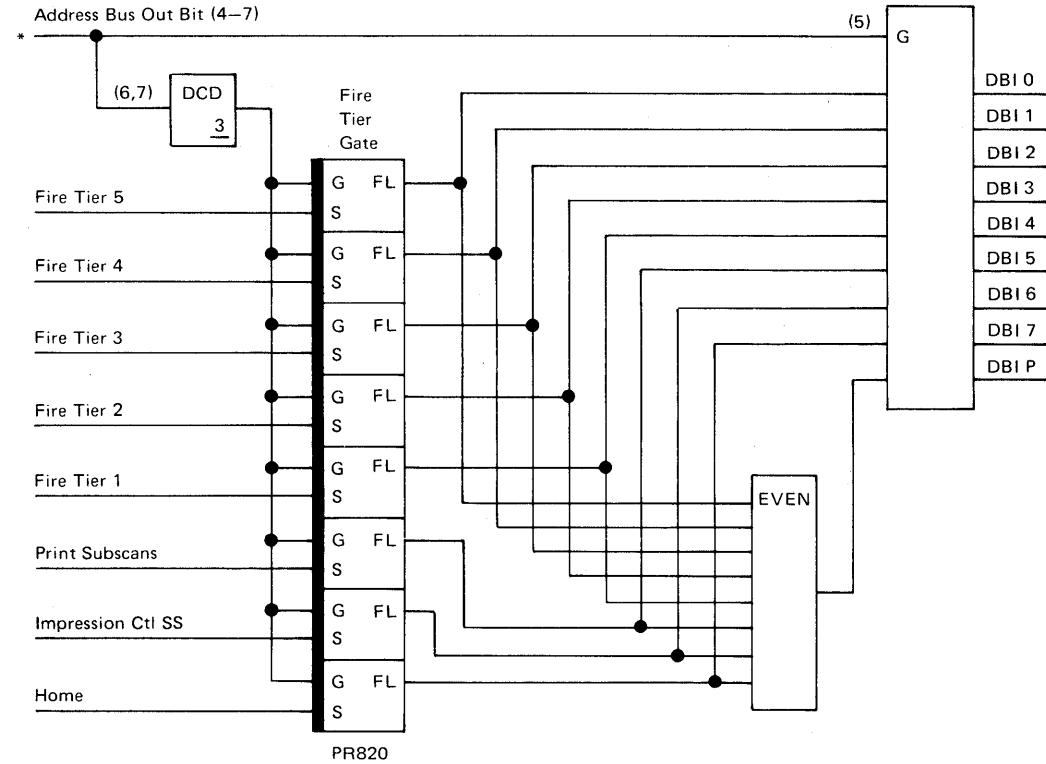 Address Bus Out Bit (4—7)
*
(5)
G
(6,7)
DCD
3
Fire
Tier
Gate
DBI 0
DBI 1
DBI 2
DBI 3
DBI 4
DBI 5
DBI 6
DBI 7
DBI P
Fire Tier 5
G FL
S
Fire Tier 4
G FL
S
Fire Tier 3
G FL
S
Fire Tier 2
G FL
S
Fire Tier 1
G FL
S
EVEN
Print Subscans
G FL
S
Impression Ctl SS
G FL
S
Home
G FL
S
PR820